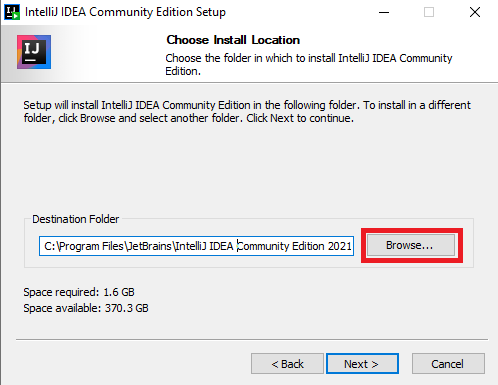 IntelliJ IDEA Community Edition Setup
IJ
Choose Install Location
Choose the folder in which to install IntelliJ IDEA Community
Edition.
Setup will install IntelliJ IDEA Community Edition in the following folder. To install in a different
folder, click Browse and select another folder. Click Next to continue.
Destination Folder
C:\Program Files\JetBrains\IntelliJ IDEA Community Edition 2021
Browse...
Space required: 1.6 GB
Space available: 370.3 GB
< Back
Next >
Cancel